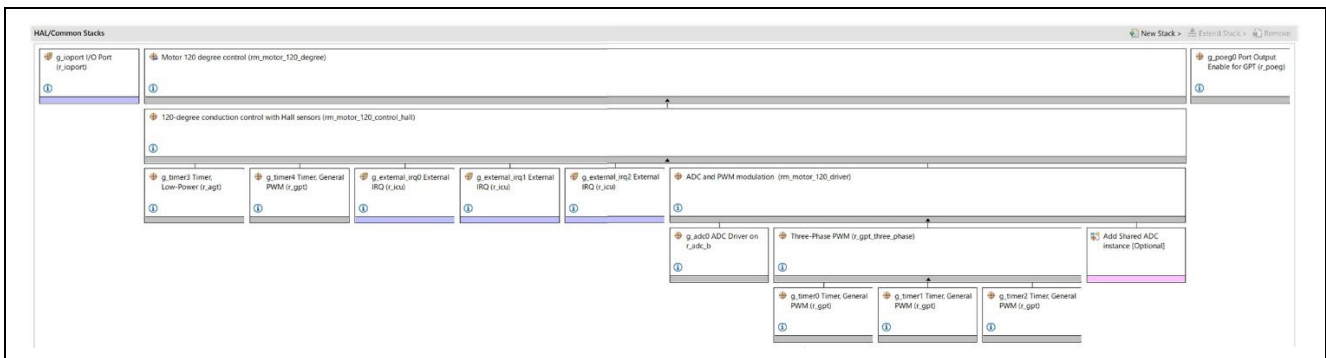 HAL/Common Stacks
New Stack >
Extend Stack >
Remove
g_ioport I/O Port
(r_ioport)
Motor 120 degree control (rm_motor_120_degree)
g_poeg0 Port Output
Enable for GPT (r_poeg)
120-degree conduction control with Hall sensors (rm_motor_120_control_hall)
g_timer3 Timer,
Low-Power (r_agt)
g_timer4 Timer, General
PWM (r_gpt)
g_external_irq0 External
IRQ (r_icu)
g_external_irq1 External
IRQ (r_icu)
g_external_irq2 External
IRQ (r_icu)
ADC and PWM modulation (rm_motor_120_driver)
g_adc0 ADC Driver on
r_adc_b
Three-Phase PWM (r_gpt_three_phase)
Add Shared ADC
instance [Optional]
g_timer0 Timer, General
PWM (r_gpt)
g_timer1 Timer, General
PWM (r_gpt)
g_timer2 Timer, General
PWM (r_gpt)